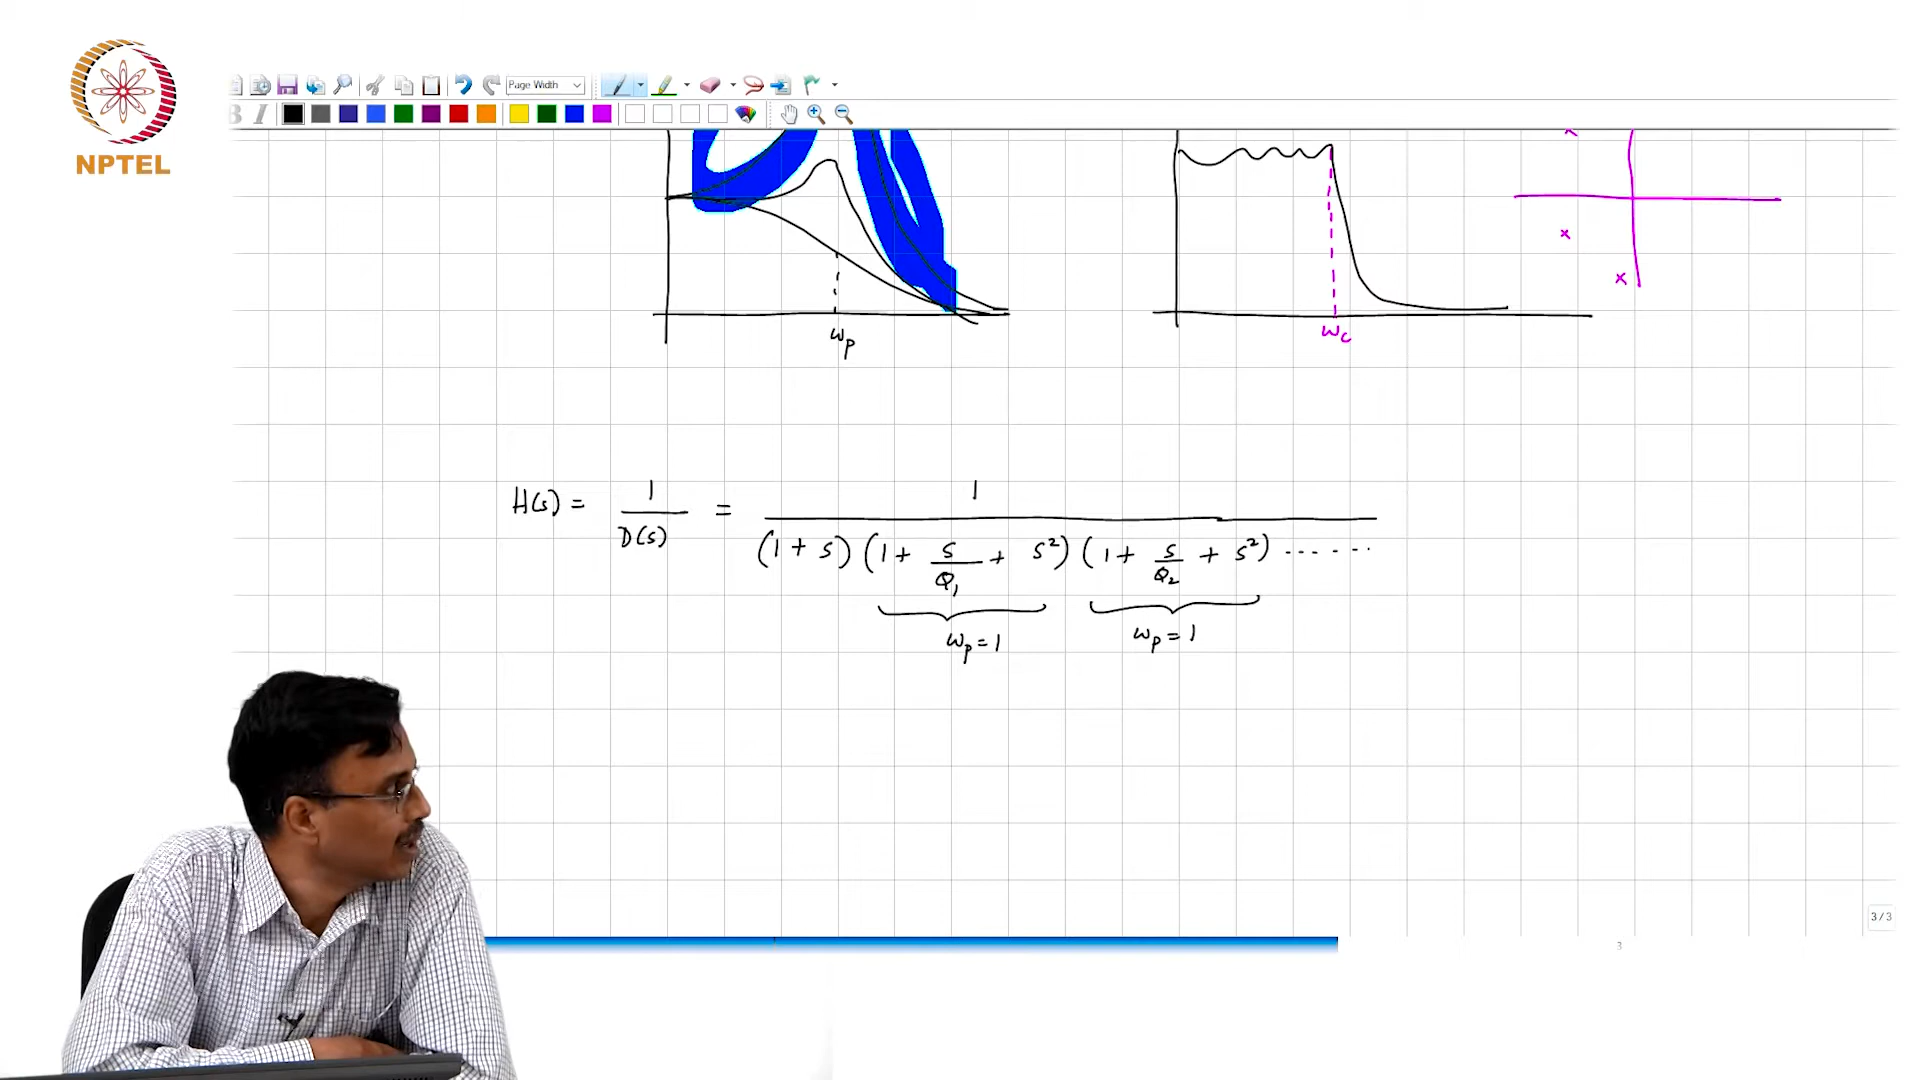 NPTEL
Page Width
B I
ωp
ωc
x
x
x
H(s) = 1/D(s) = 1/((1 + s)(1 + s/Q₁ + s²)(1 + s/Q₂ + s²) ......)
ωp = 1
ωp = 1
3/3
3